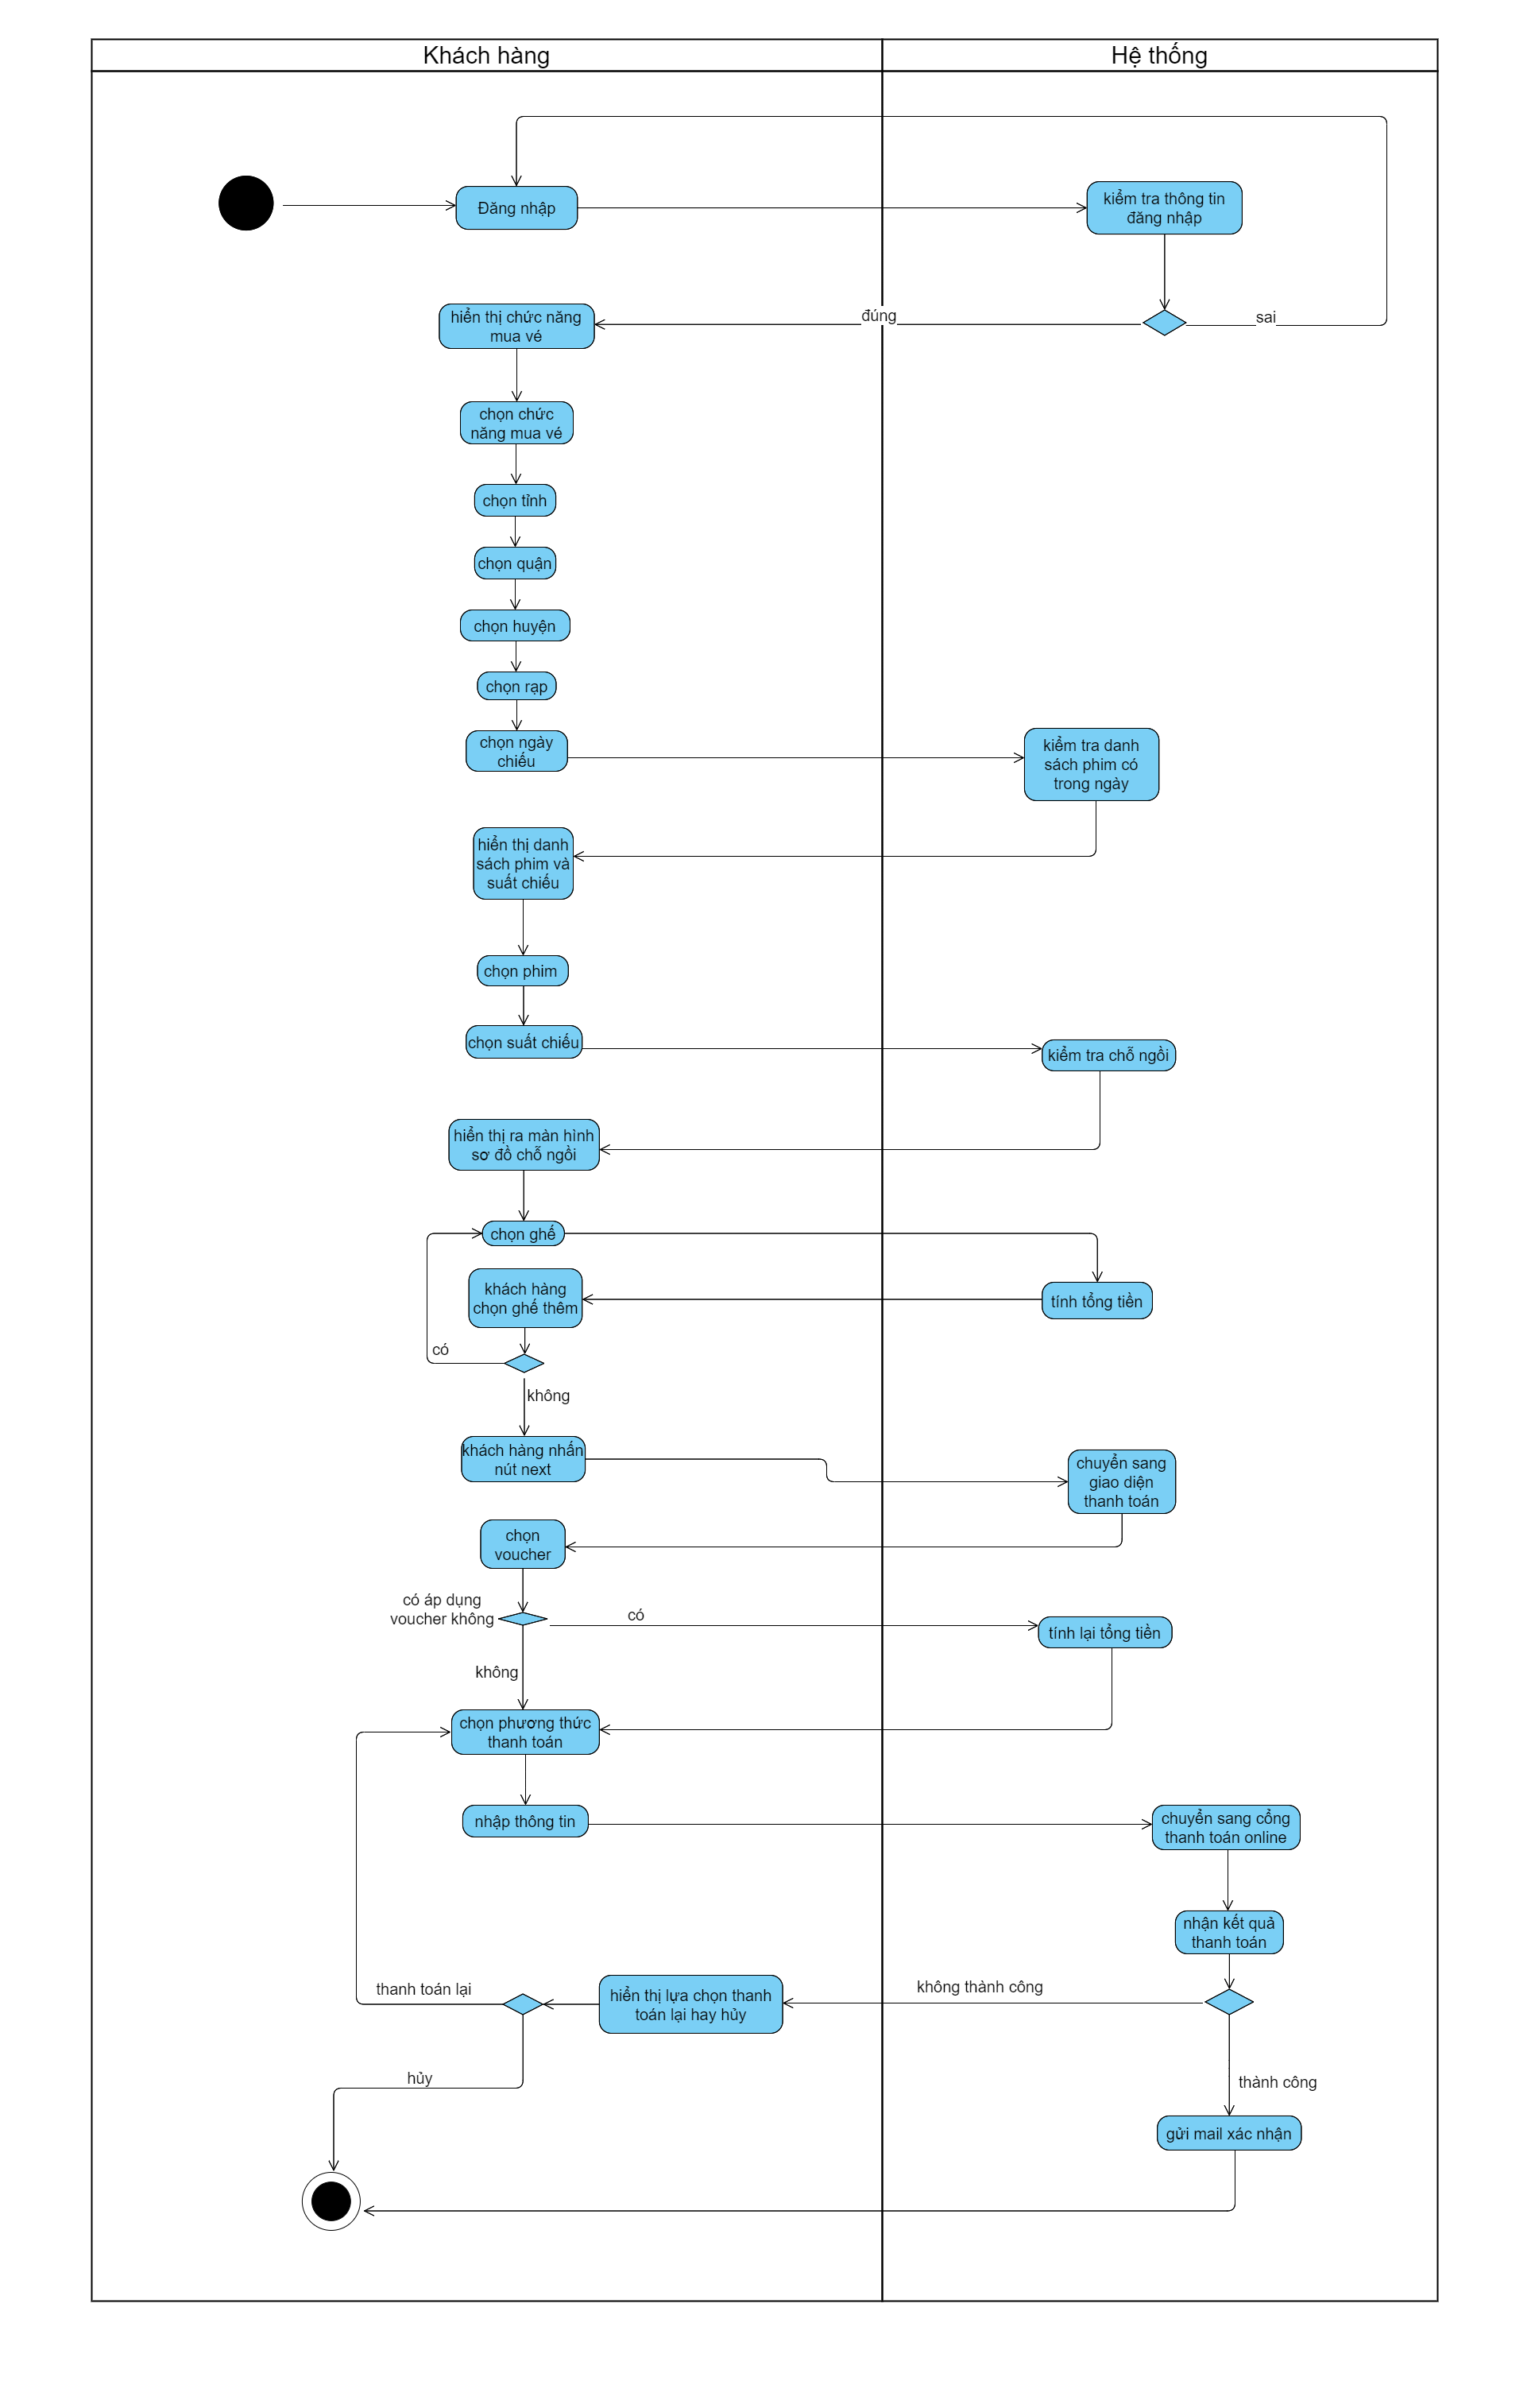 Khách hàng
Hệ thống
Đăng nhập
kiểm tra thông tin
đăng nhập
hiển thị chức năng
mua vé
đúng
sai
chọn chức
năng mua vé
chọn tỉnh
chọn quận
chọn huyện
chọn rạp
chọn ngày
chiếu
kiểm tra danh
sách phim có
trong ngày
hiển thị danh
sách phim và
suất chiếu
chọn phim
chọn suất chiếu
kiểm tra chỗ ngồi
hiển thị ra màn hình
sơ đồ chỗ ngồi
chọn ghế
khách hàng
chọn ghế thêm
tính tổng tiền
có
không
khách hàng nhấn
nút next
chuyển sang
giao diện
thanh toán
chọn
voucher
có áp dụng
voucher không
có
tính lại tổng tiền
không
chọn phương thức
thanh toán
nhập thông tin
chuyển sang cổng
thanh toán online
nhận kết quả
thanh toán
thanh toán lại
hiển thị lựa chọn thanh
toán lại hay hủy
không thành công
hủy
thành công
gửi mail xác nhận